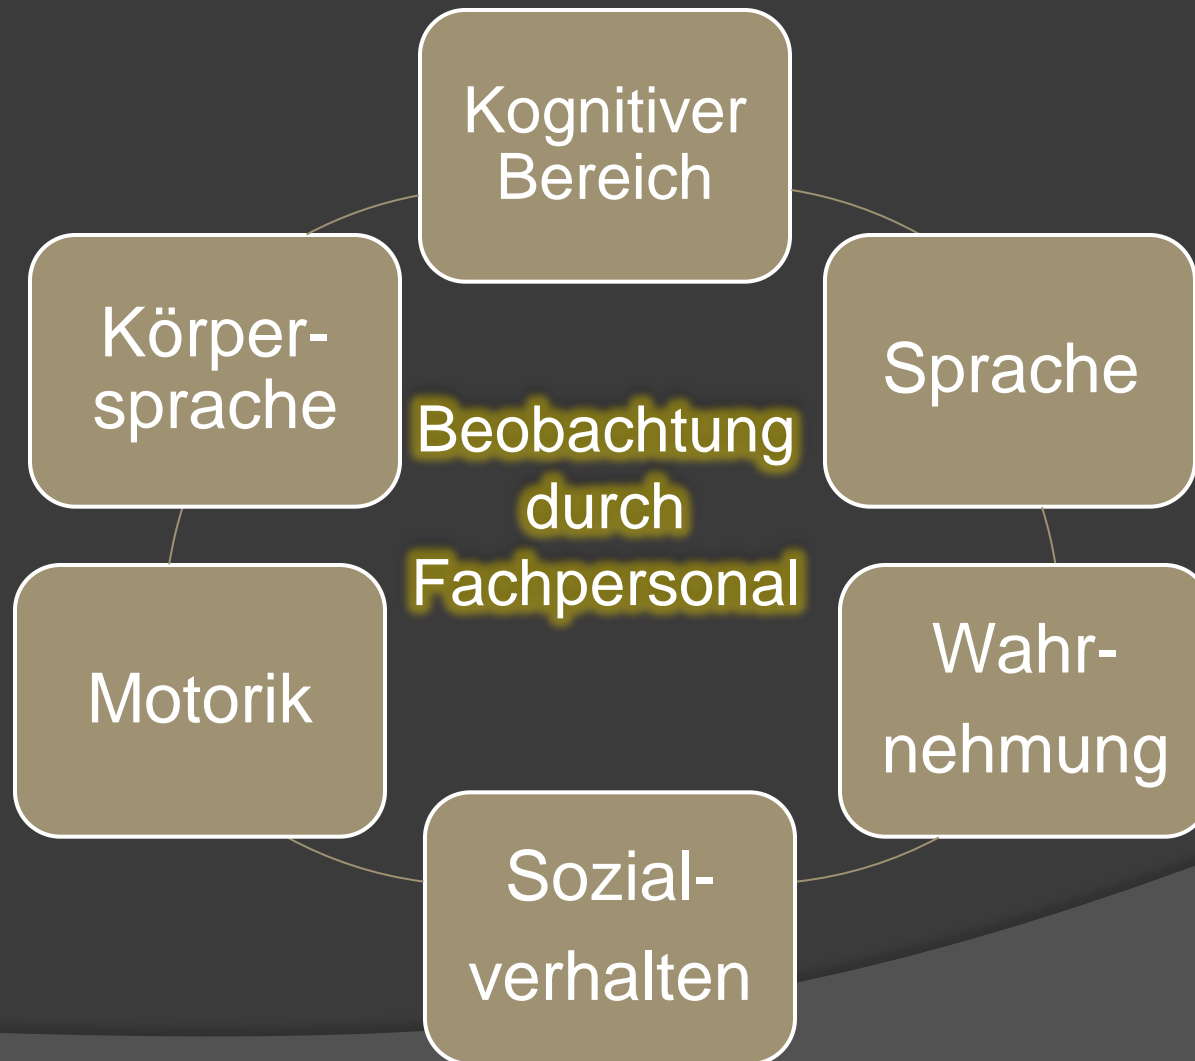 Kognitiver
Bereich
Sprache
Wahr-
nehmung
Sozial-
verhalten
Motorik
Körper-
sprache
Beobachtung
durch
Fachpersonal